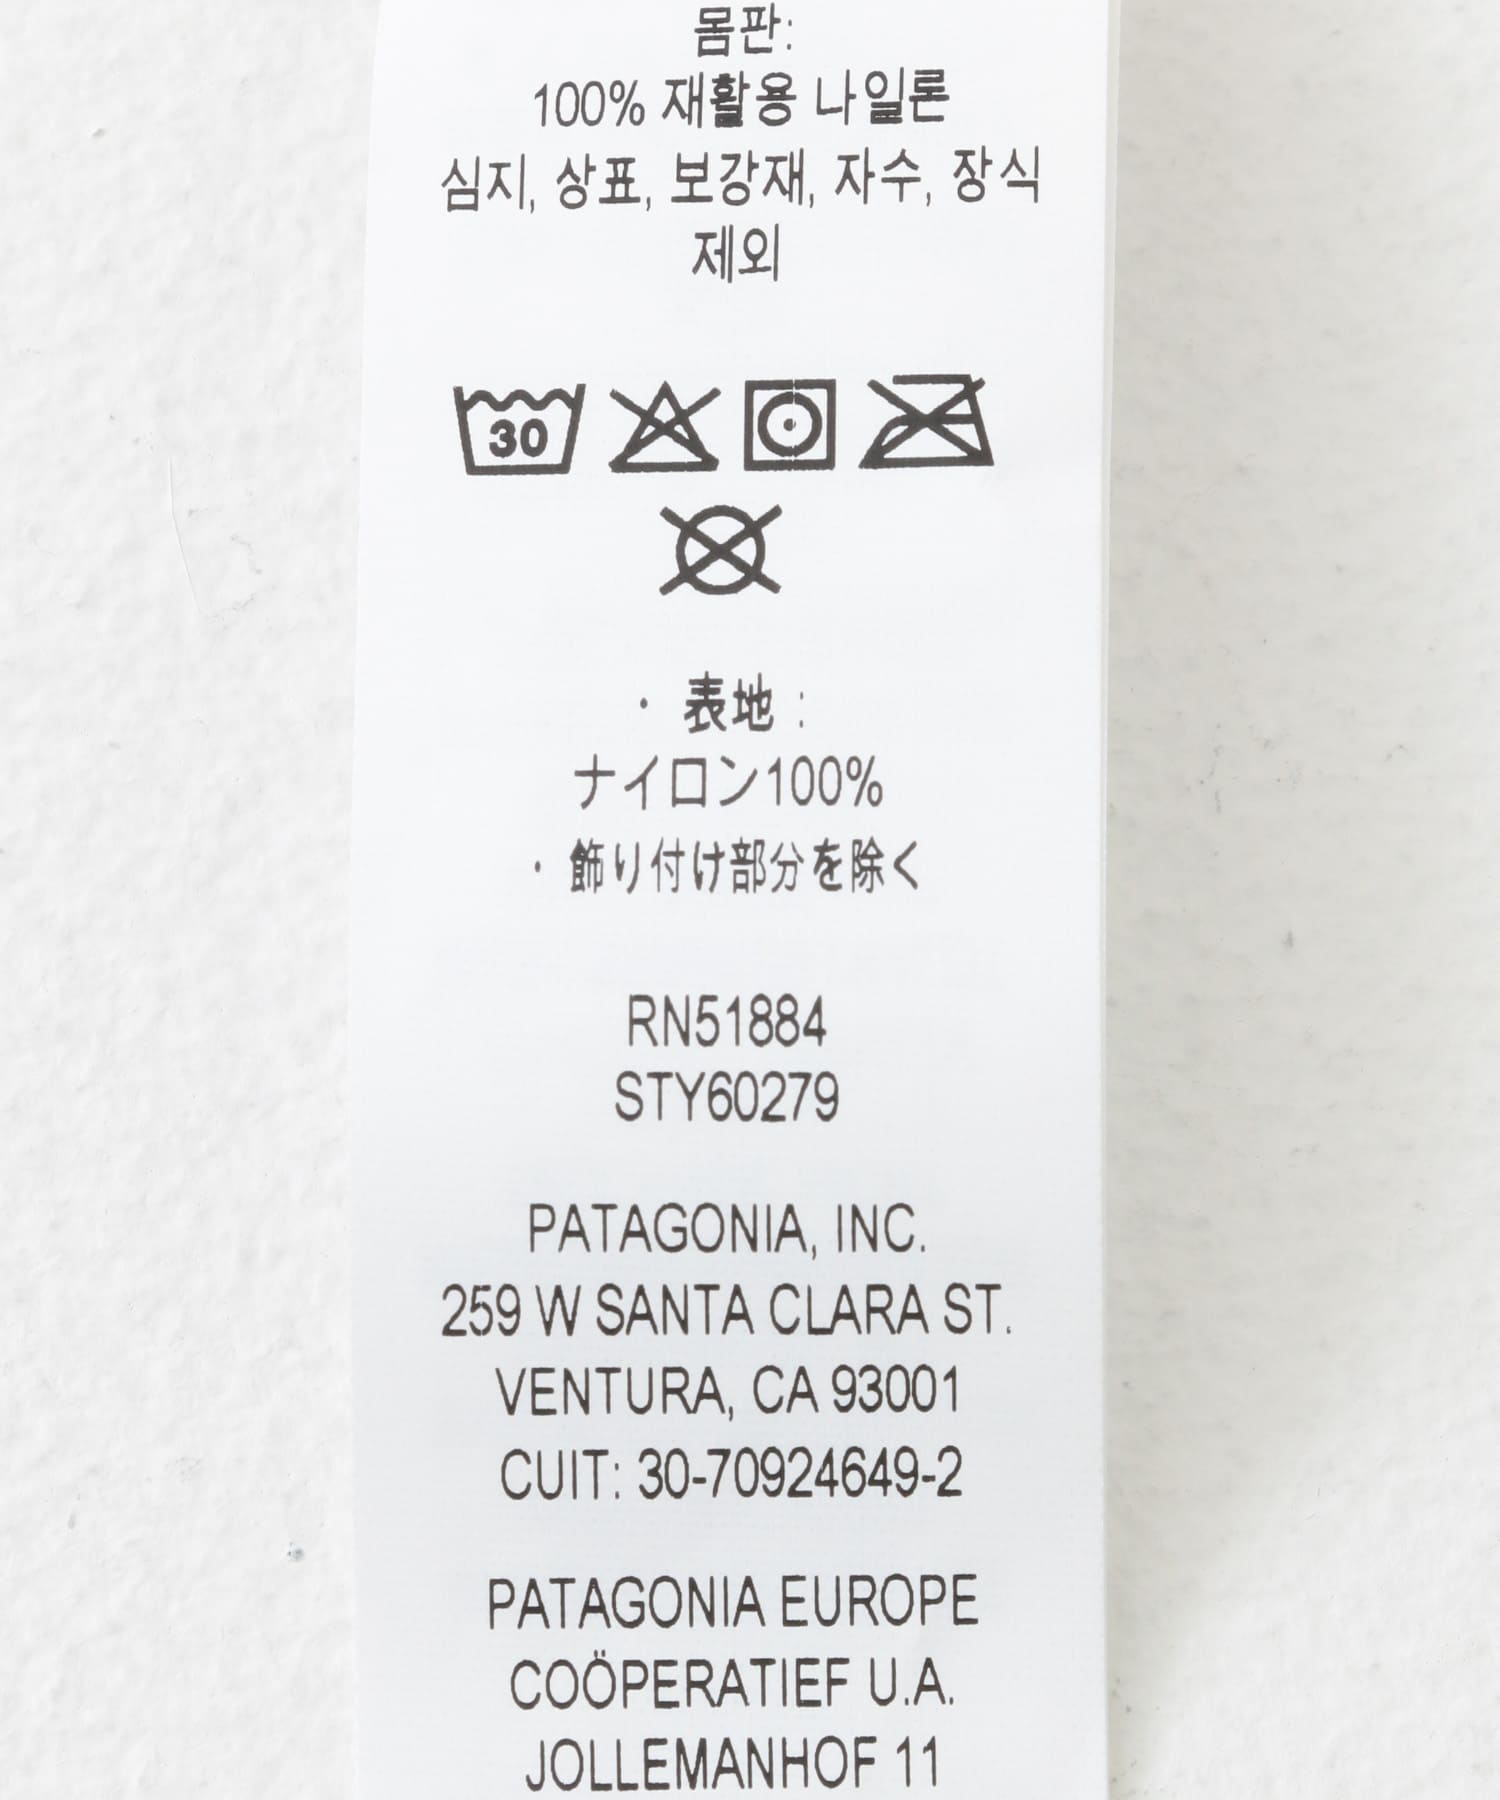 몸판:
100% 재활용 나일론
심지, 상표, 보강재, 자수, 장식
제외
30
・ 表地 :
ナイロン100%
・ 飾り付け部分を除く
RN51884
STY60279
PATAGONIA, INC.
259 W SANTA CLARA ST.
VENTURA, CA 93001
CUIT: 30-70924649-2
PATAGONIA EUROPE
COÖPERATIEF U.A.
JOLLEMANHOF 11